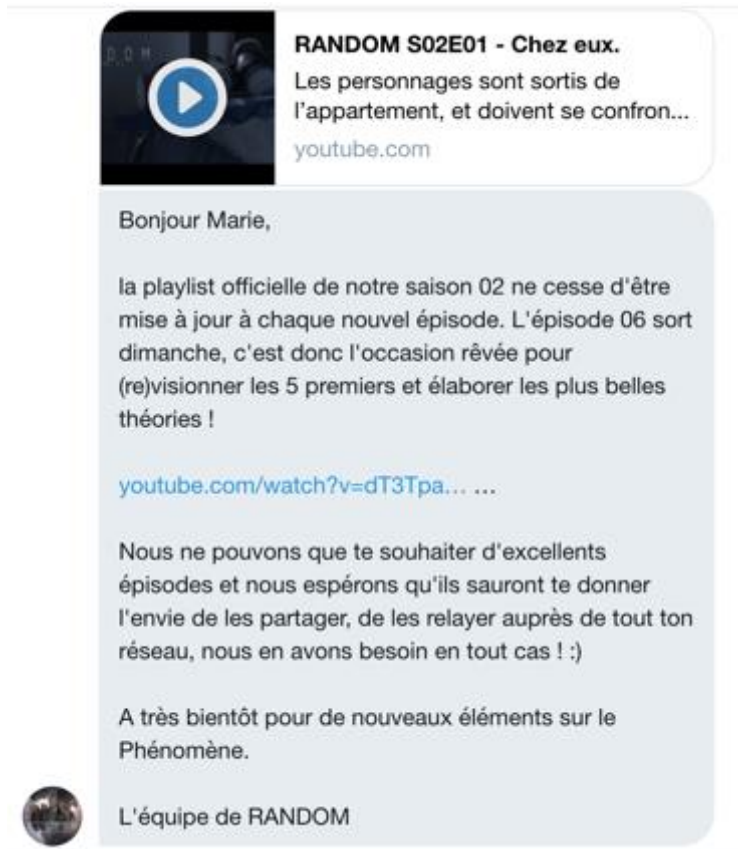 RANDOM S02E01 - Chez eux.
Les personnages sont sortis de
l'appartement, et doivent se confron...
youtube.com
Bonjour Marie,
la playlist officielle de notre saison 02 ne cesse d'être
mise à jour à chaque nouvel épisode. L'épisode 06 sort
dimanche, c'est donc l'occasion rêvée pour
(re)visionner les 5 premiers et élaborer les plus belles
théories !
youtube.com/watch?v=dT3Tpa... ...
Nous ne pouvons que te souhaiter d'excellents
épisodes et nous espérons qu'ils sauront te donner
l'envie de les partager, de les relayer auprès de tout ton
réseau, nous en avons besoin en tout cas ! :)
A très bientôt pour de nouveaux éléments sur le
Phénomène.
L'équipe de RANDOM